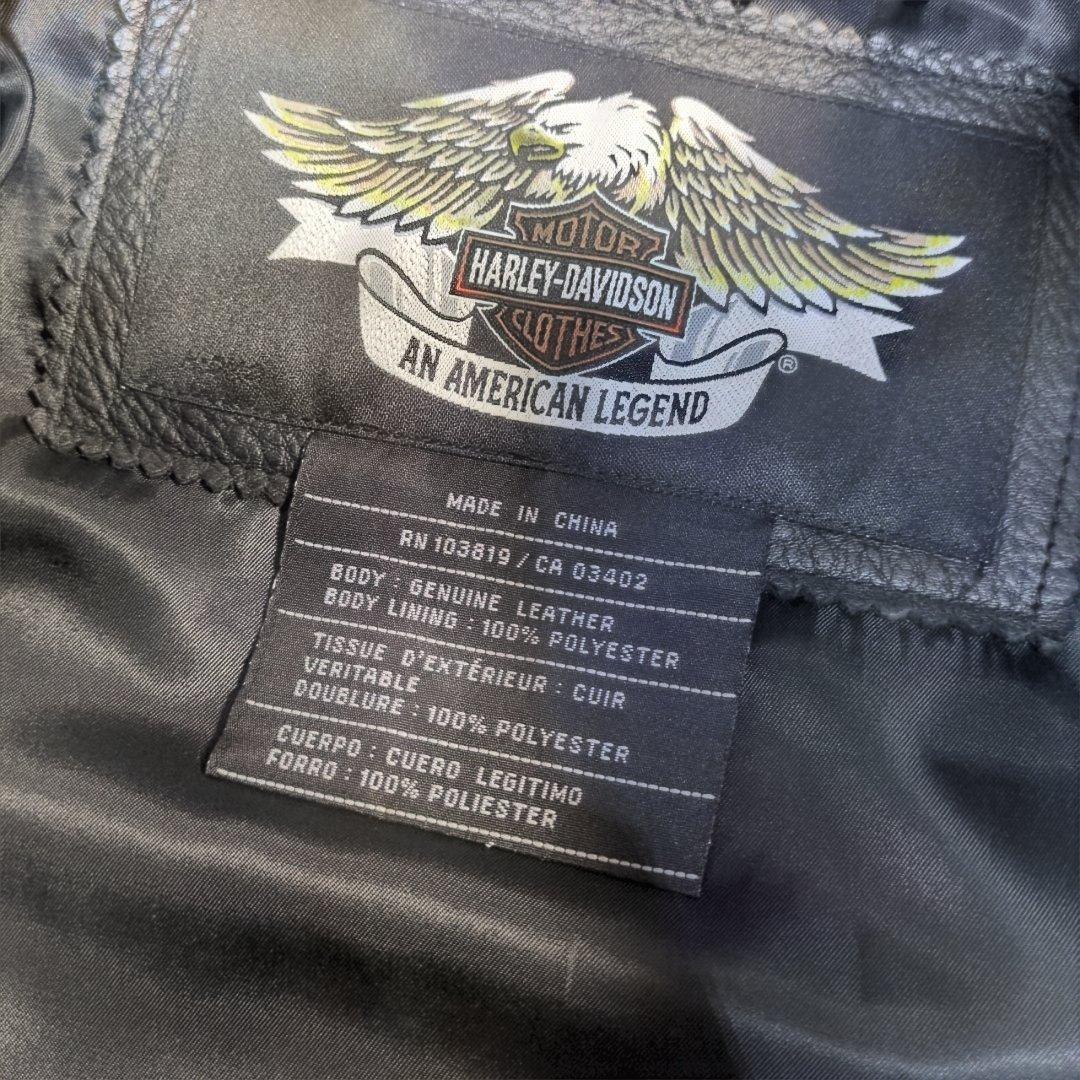 MOTOR
HARLEY-DAVIDSON
CLOTHES
AN AMERICAN LEGEND
®
MADE IN CHINA
RN 103819 / CA 03402
BODY : GENUINE LEATHER
BODY LINING : 100% POLYESTER
TISSUE D'EXTÉRIEUR : CUIR
VERITABLE
DOUBLURE : 100% POLYESTER
CUERPO : CUERO LEGITIMO
FORRO : 100% POLIESTER